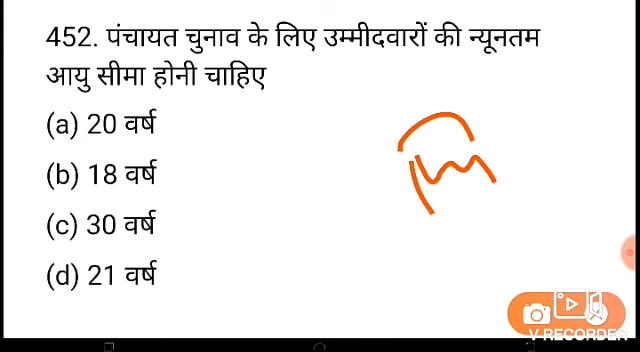 452. पंचायत चुनाव के लिए उम्मीदवारों की न्यूनतम
आयु सीमा होनी चाहिए
(a) 20 वर्ष
(b) 18 वर्ष
(c) 30 वर्ष
(d) 21 वर्ष
V RECORDER